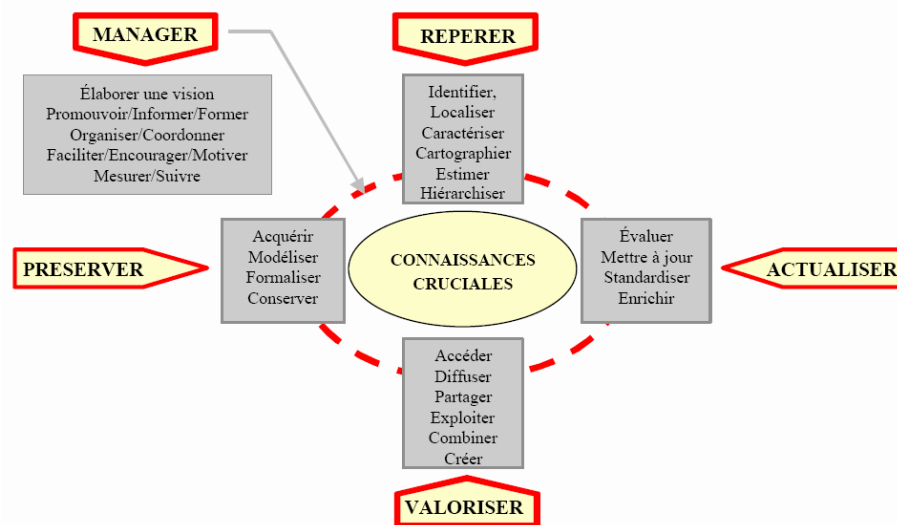 MANAGER
Élaborer une vision
Promouvoir/Informer/Former
Organiser/Coordonner
Faciliter/Encourager/Motiver
Mesurer/Suivre
REPERER
Identifier,
Localiser
Caractériser
Cartographier
Estimer
Hiérarchiser
PRESERVER
Acquérir
Modéliser
Formaliser
Conserver
CONNAISSANCES
CRUCIALES
Évaluer
Mettre à jour
Standardiser
Enrichir
ACTUALISER
Accéder
Diffuser
Partager
Exploiter
Combiner
Créer
VALORISER